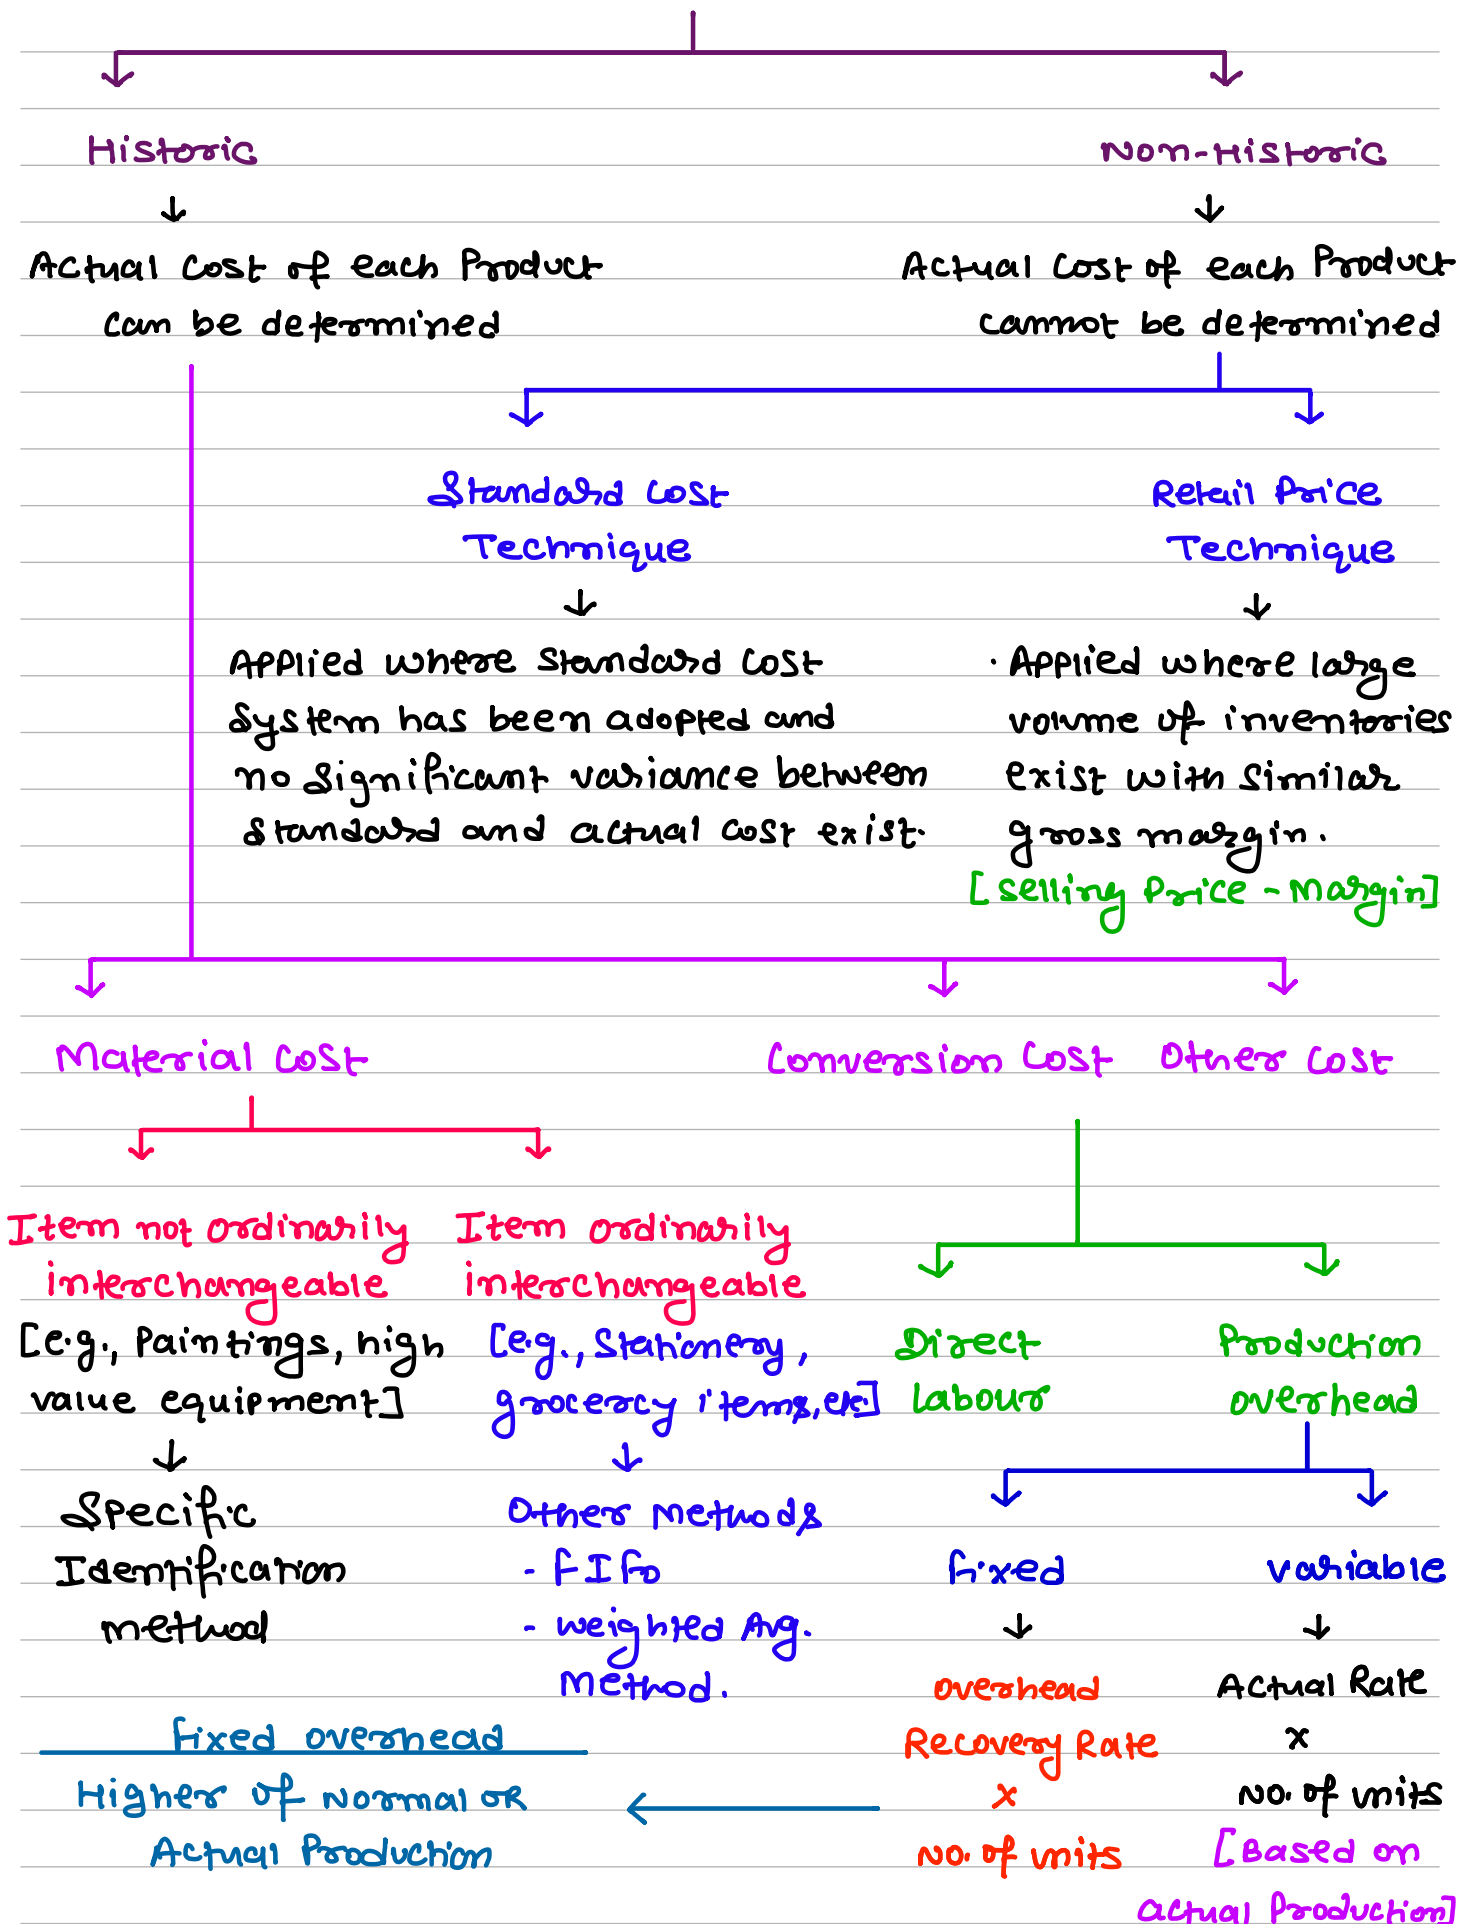 Historic
Non-Historic
Actual Cost of each Product
can be determined
Actual Cost of each Product
cannot be determined
Standard Cost
Technique
Retail Price
Technique
Applied where Standard Cost
System has been adopted and
no Significant variance between
Standard and actual Cost exist.
· Applied where large
volume of inventories
exist with Similar
gross margin.
[Selling Price - Margin]
Material Cost
Conversion Cost
Other Cost
Item not ordinarily
interchangeable
[e.g., Paintings, high
value equipment]
Specific
Identification
method
Item ordinarily
interchangeable
[e.g., Stationery,
grocercy items, etc.]
Other Methods
- FIFO
- Weighted Avg.
Method.
Direct
Labour
Production
overhead
Fixed
Variable
Overhead
Recovery Rate
x
No. of units
Actual Rate
x
No. of units
[Based on
actual Production]
Fixed overhead
Higher of Normal OR
Actual Production